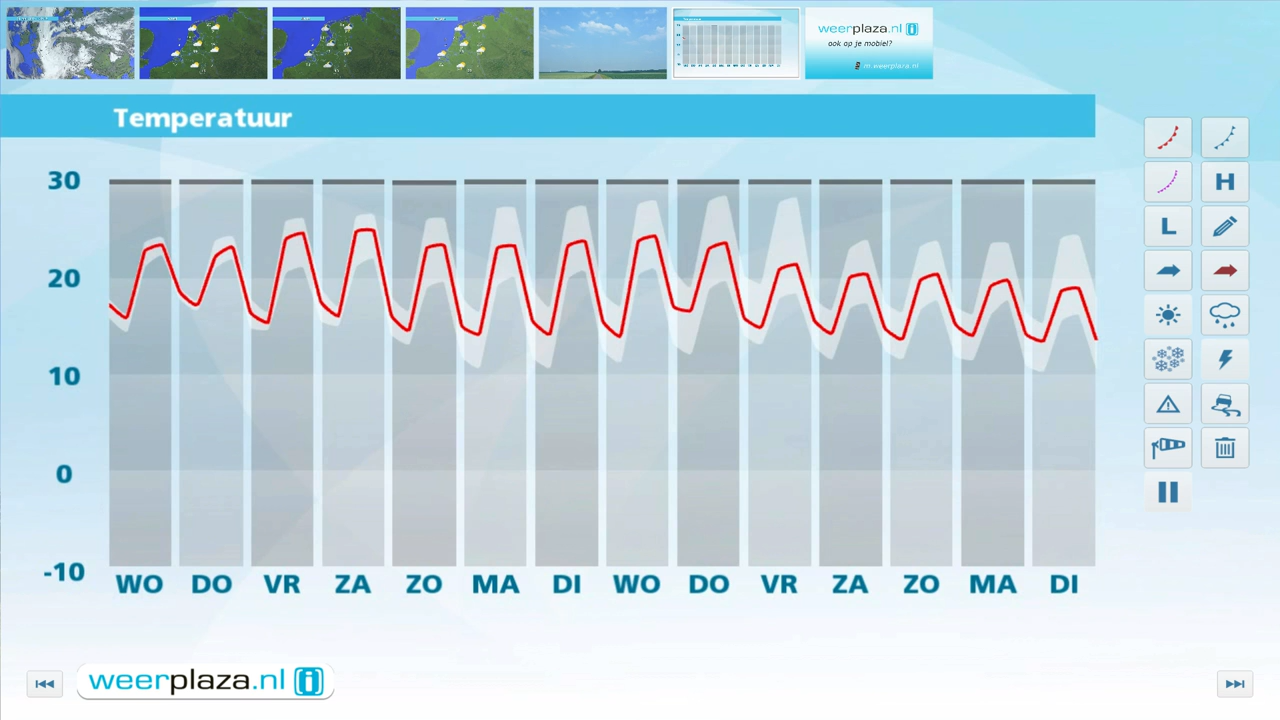 weerplaza.nl
ook op je mobiel?
m.weerplaza.nl
Temperatuur
30
20
10
0
-10
WO DO VR ZA ZO MA DI WO DO VR ZA ZO MA DI
H
L
weerplaza.nl